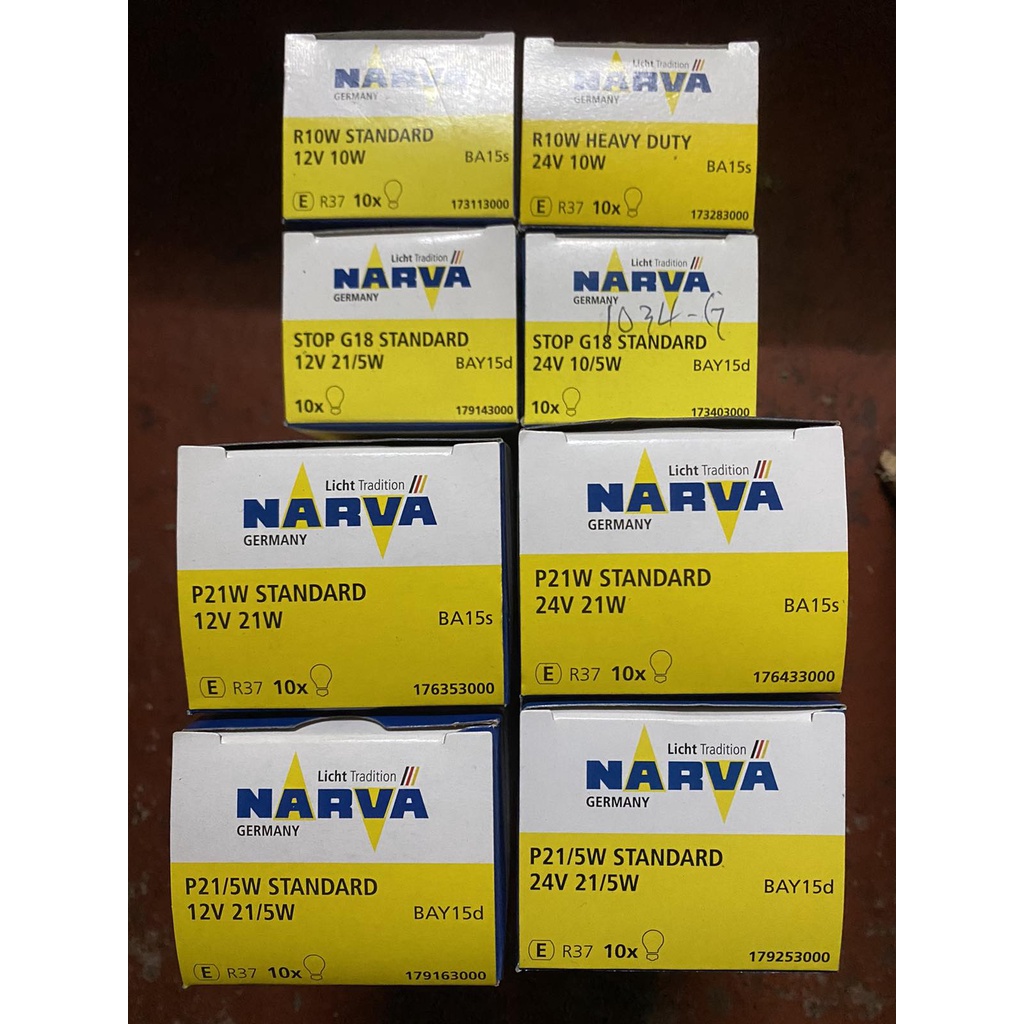 NARVA
GERMANY
R10W STANDARD
12V 10W BA15s
E R37 10x
173113000
Licht Tradition
NARVA
GERMANY
R10W HEAVY DUTY
24V 10W BA15s
E R37 10x
173283000
Licht Tradition
NARVA
GERMANY
STOP G18 STANDARD
12V 21/5W BAY15d
10x 179143000
Licht Tradition
NARVA
GERMANY
1034-G
STOP G18 STANDARD
24V 10/5W BAY15d
10x 173403000
Licht Tradition
NARVA
GERMANY
P21W STANDARD
12V 21W BA15s
E R37 10x 176353000
Licht Tradition
NARVA
GERMANY
P21W STANDARD
24V 21W BA15s
E R37 10x 176433000
Licht Tradition
NARVA
GERMANY
P21/5W STANDARD
12V 21/5W BAY15d
E R37 10x 179163000
Licht Tradition
NARVA
GERMANY
P21/5W STANDARD
24V 21/5W BAY15d
E R37 10x 179253000